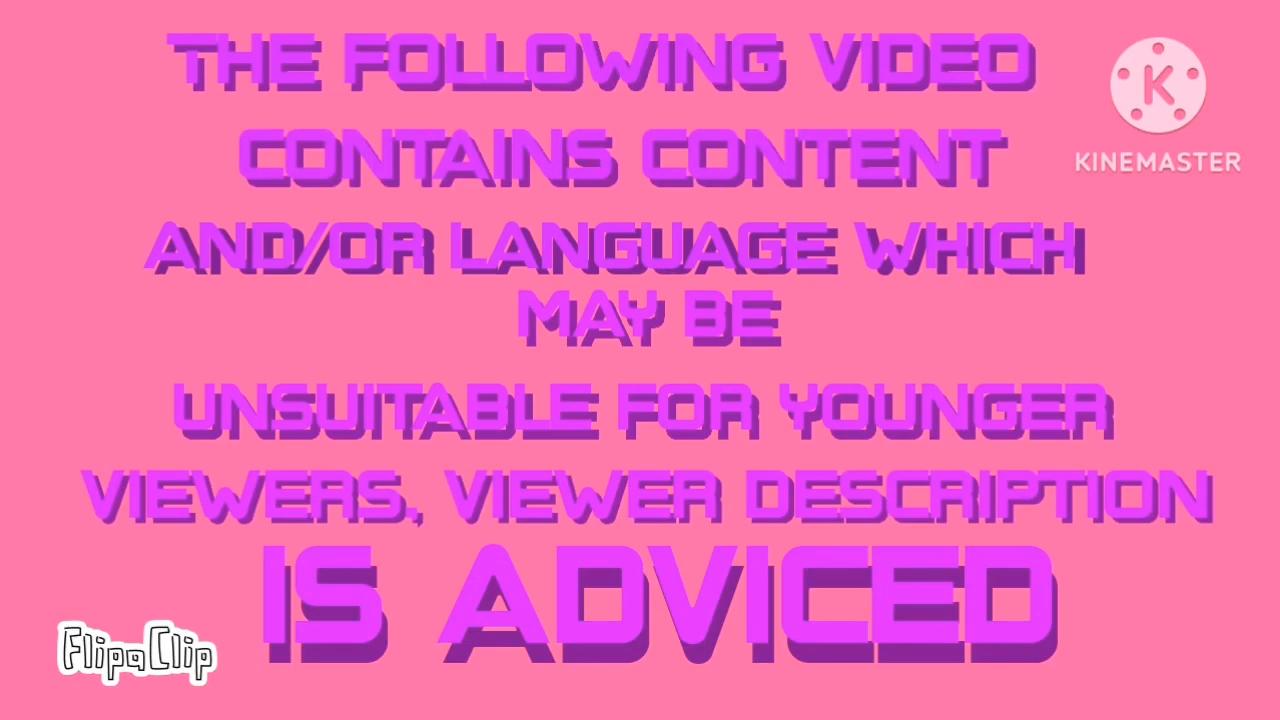 THE FOLLOWING VIDEO
CONTAINS CONTENT
AND/OR LANGUAGE WHICH
MAY BE
UNSUITABLE FOR YOUNGER
VIEWERS, VIEWER DESCRIPTION
IS ADVICED
K
KINEMASTER
FlipaClip